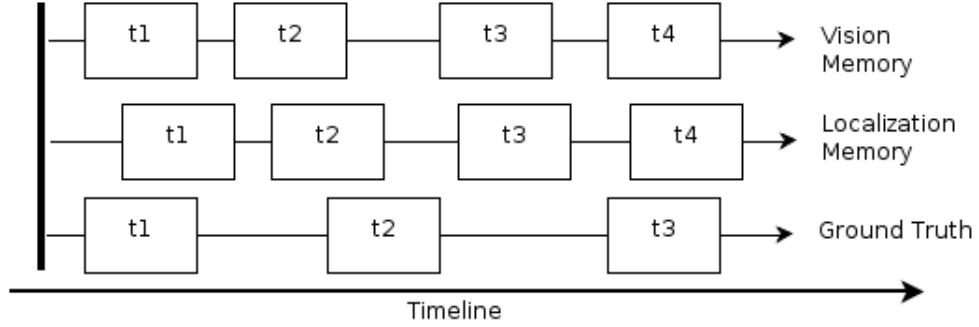 t1 t2 t3 t4 Vision
Memory
t1 t2 t3 t4 Localization
Memory
t1 t2 t3 Ground Truth
Timeline